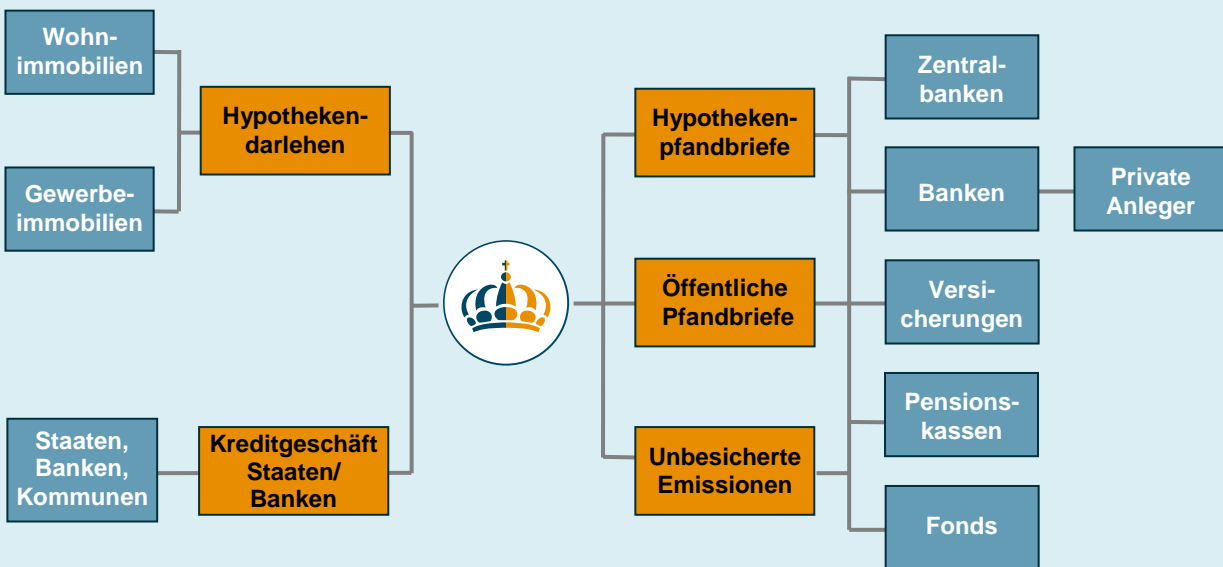 Wohn-
immobilien
Hypotheken-
darlehen
Gewerbe-
immobilien
Staaten,
Banken,
Kommunen
Kreditgeschäft
Staaten/
Banken
Hypotheken-
pfandbriefe
Öffentliche
Pfandbriefe
Unbesicherte
Emissionen
Zentral-
banken
Banken
Private
Anleger
Versi-
cherungen
Pensions-
kassen
Fonds